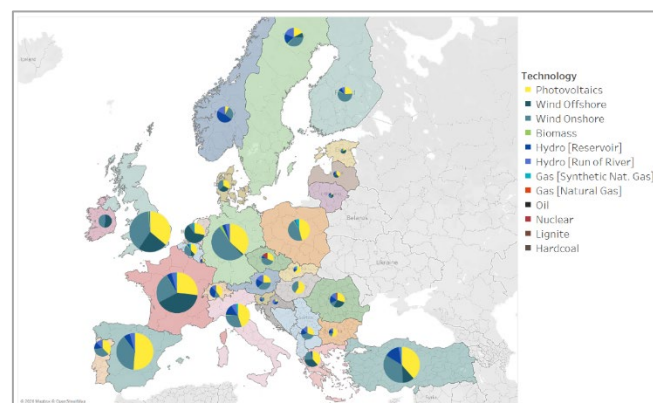 Technology
Photovoltaics
Wind Offshore
Wind Onshore
Biomass
Hydro [Reservoir]
Hydro [Run of River]
Gas [Synthetic Nat. Gas]
Gas [Natural Gas]
Oil
Nuclear
Lignite
Hardcoal
Belarus
Ukraine